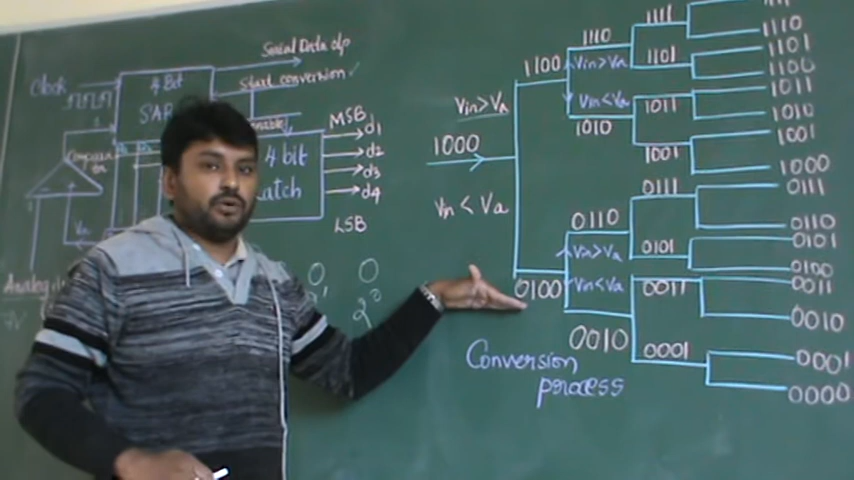 Serial Data o/p
Clock
4 Bit
Start conversion
SAR
MSB
d1
4 bit
d2
Latch
d3
d4
LSB
0 0
Conversion
process
1000
Vin > Va
Vin < Va
1100
0100
1110
Vin > Va
Vin < Va
1010
0110
Vin > Va
Vin < Va
0010
1111
1101
1011
1001
0111
0101
0011
0001
1110
1101
1100
1011
1010
1001
1000
0111
0110
0101
0100
0011
0010
0001
0000